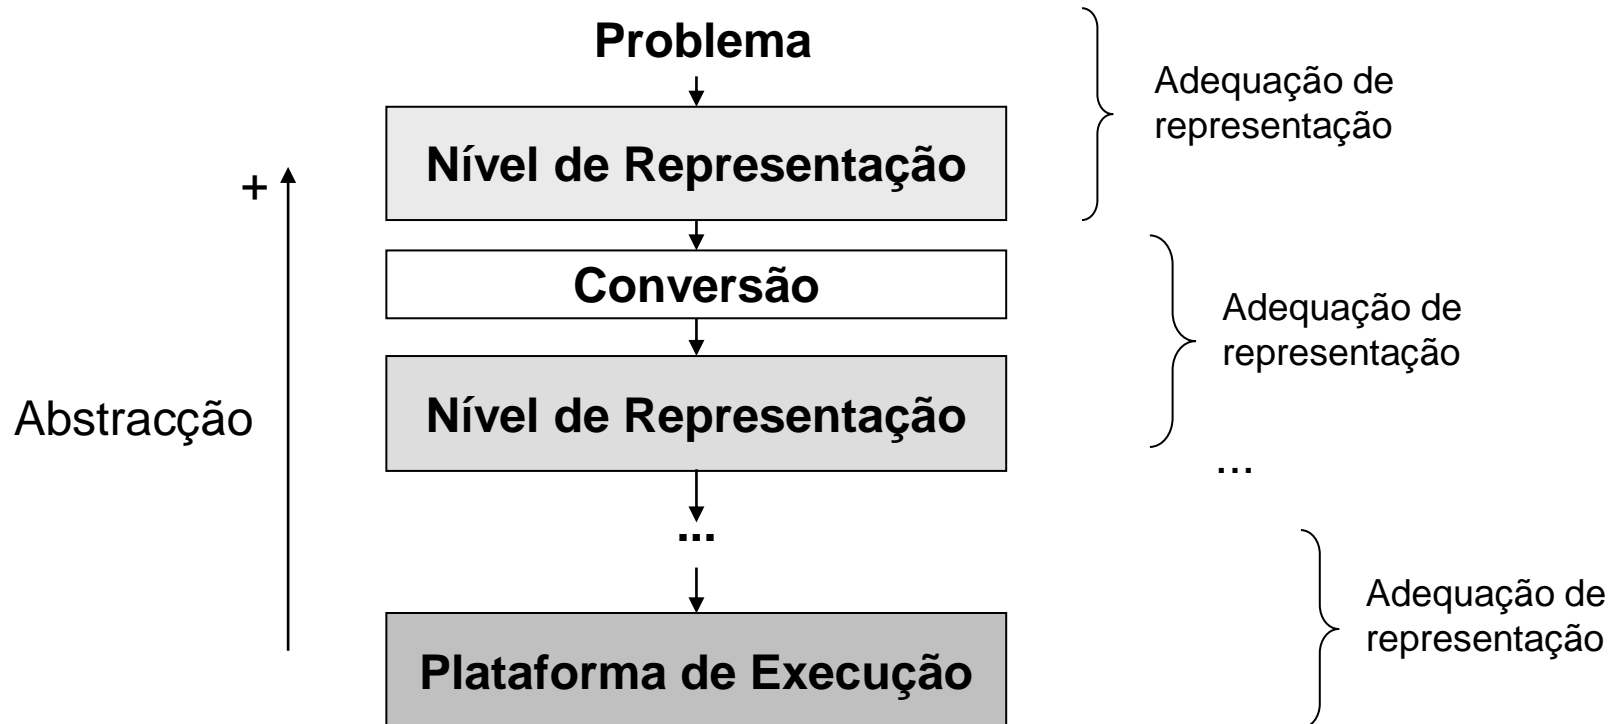 Problema
Adequação de
representação
Nível de Representação
+
Conversão
Adequação de
representação
Abstracção
Nível de Representação
...
...
Adequação de
representação
Plataforma de Execução